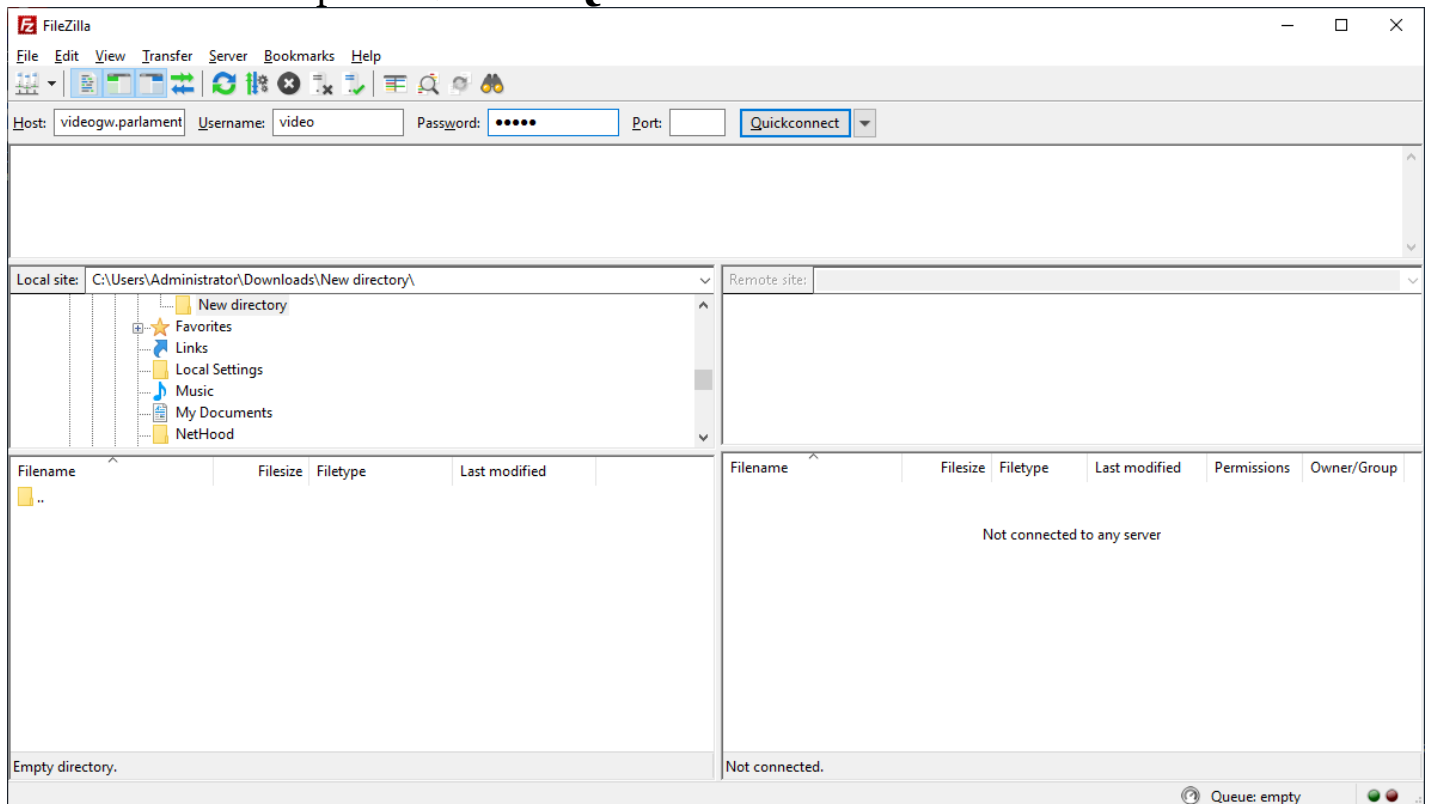 FileZilla
File Edit View Transfer Server Bookmarks Help
Host: videogw.parlament Username: video Password: ●●●●● Port: Quickconnect
Local site: C:\Users\Administrator\Downloads\New directory\
New directory
Favorites
Links
Local Settings
Music
My Documents
NetHood
Remote site:
Filename Filesize Filetype Last modified
..
Empty directory.
Filename Filesize Filetype Last modified Permissions Owner/Group
Not connected to any server
Not connected.
Queue: empty